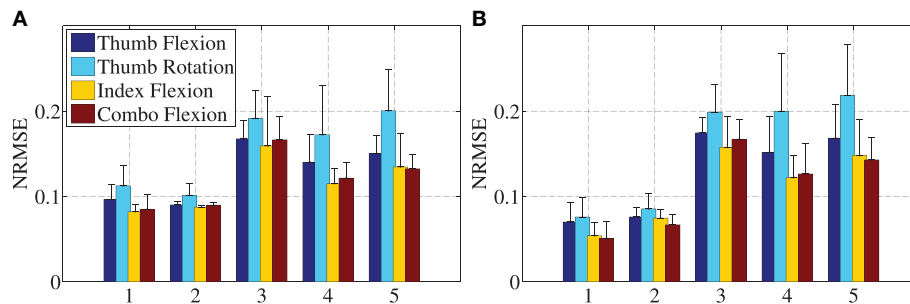 A
B
Thumb Flexion
Thumb Rotation
Index Flexion
Combo Flexion
NRMSE
0.2
0.1
0
1 2 3 4 5
NRMSE
0.2
0.1
0
1 2 3 4 5